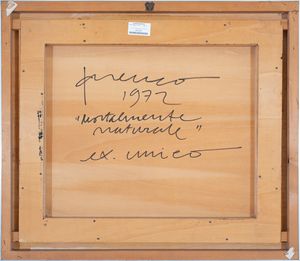 1972
"mortalmente
naturale"
ex. unico